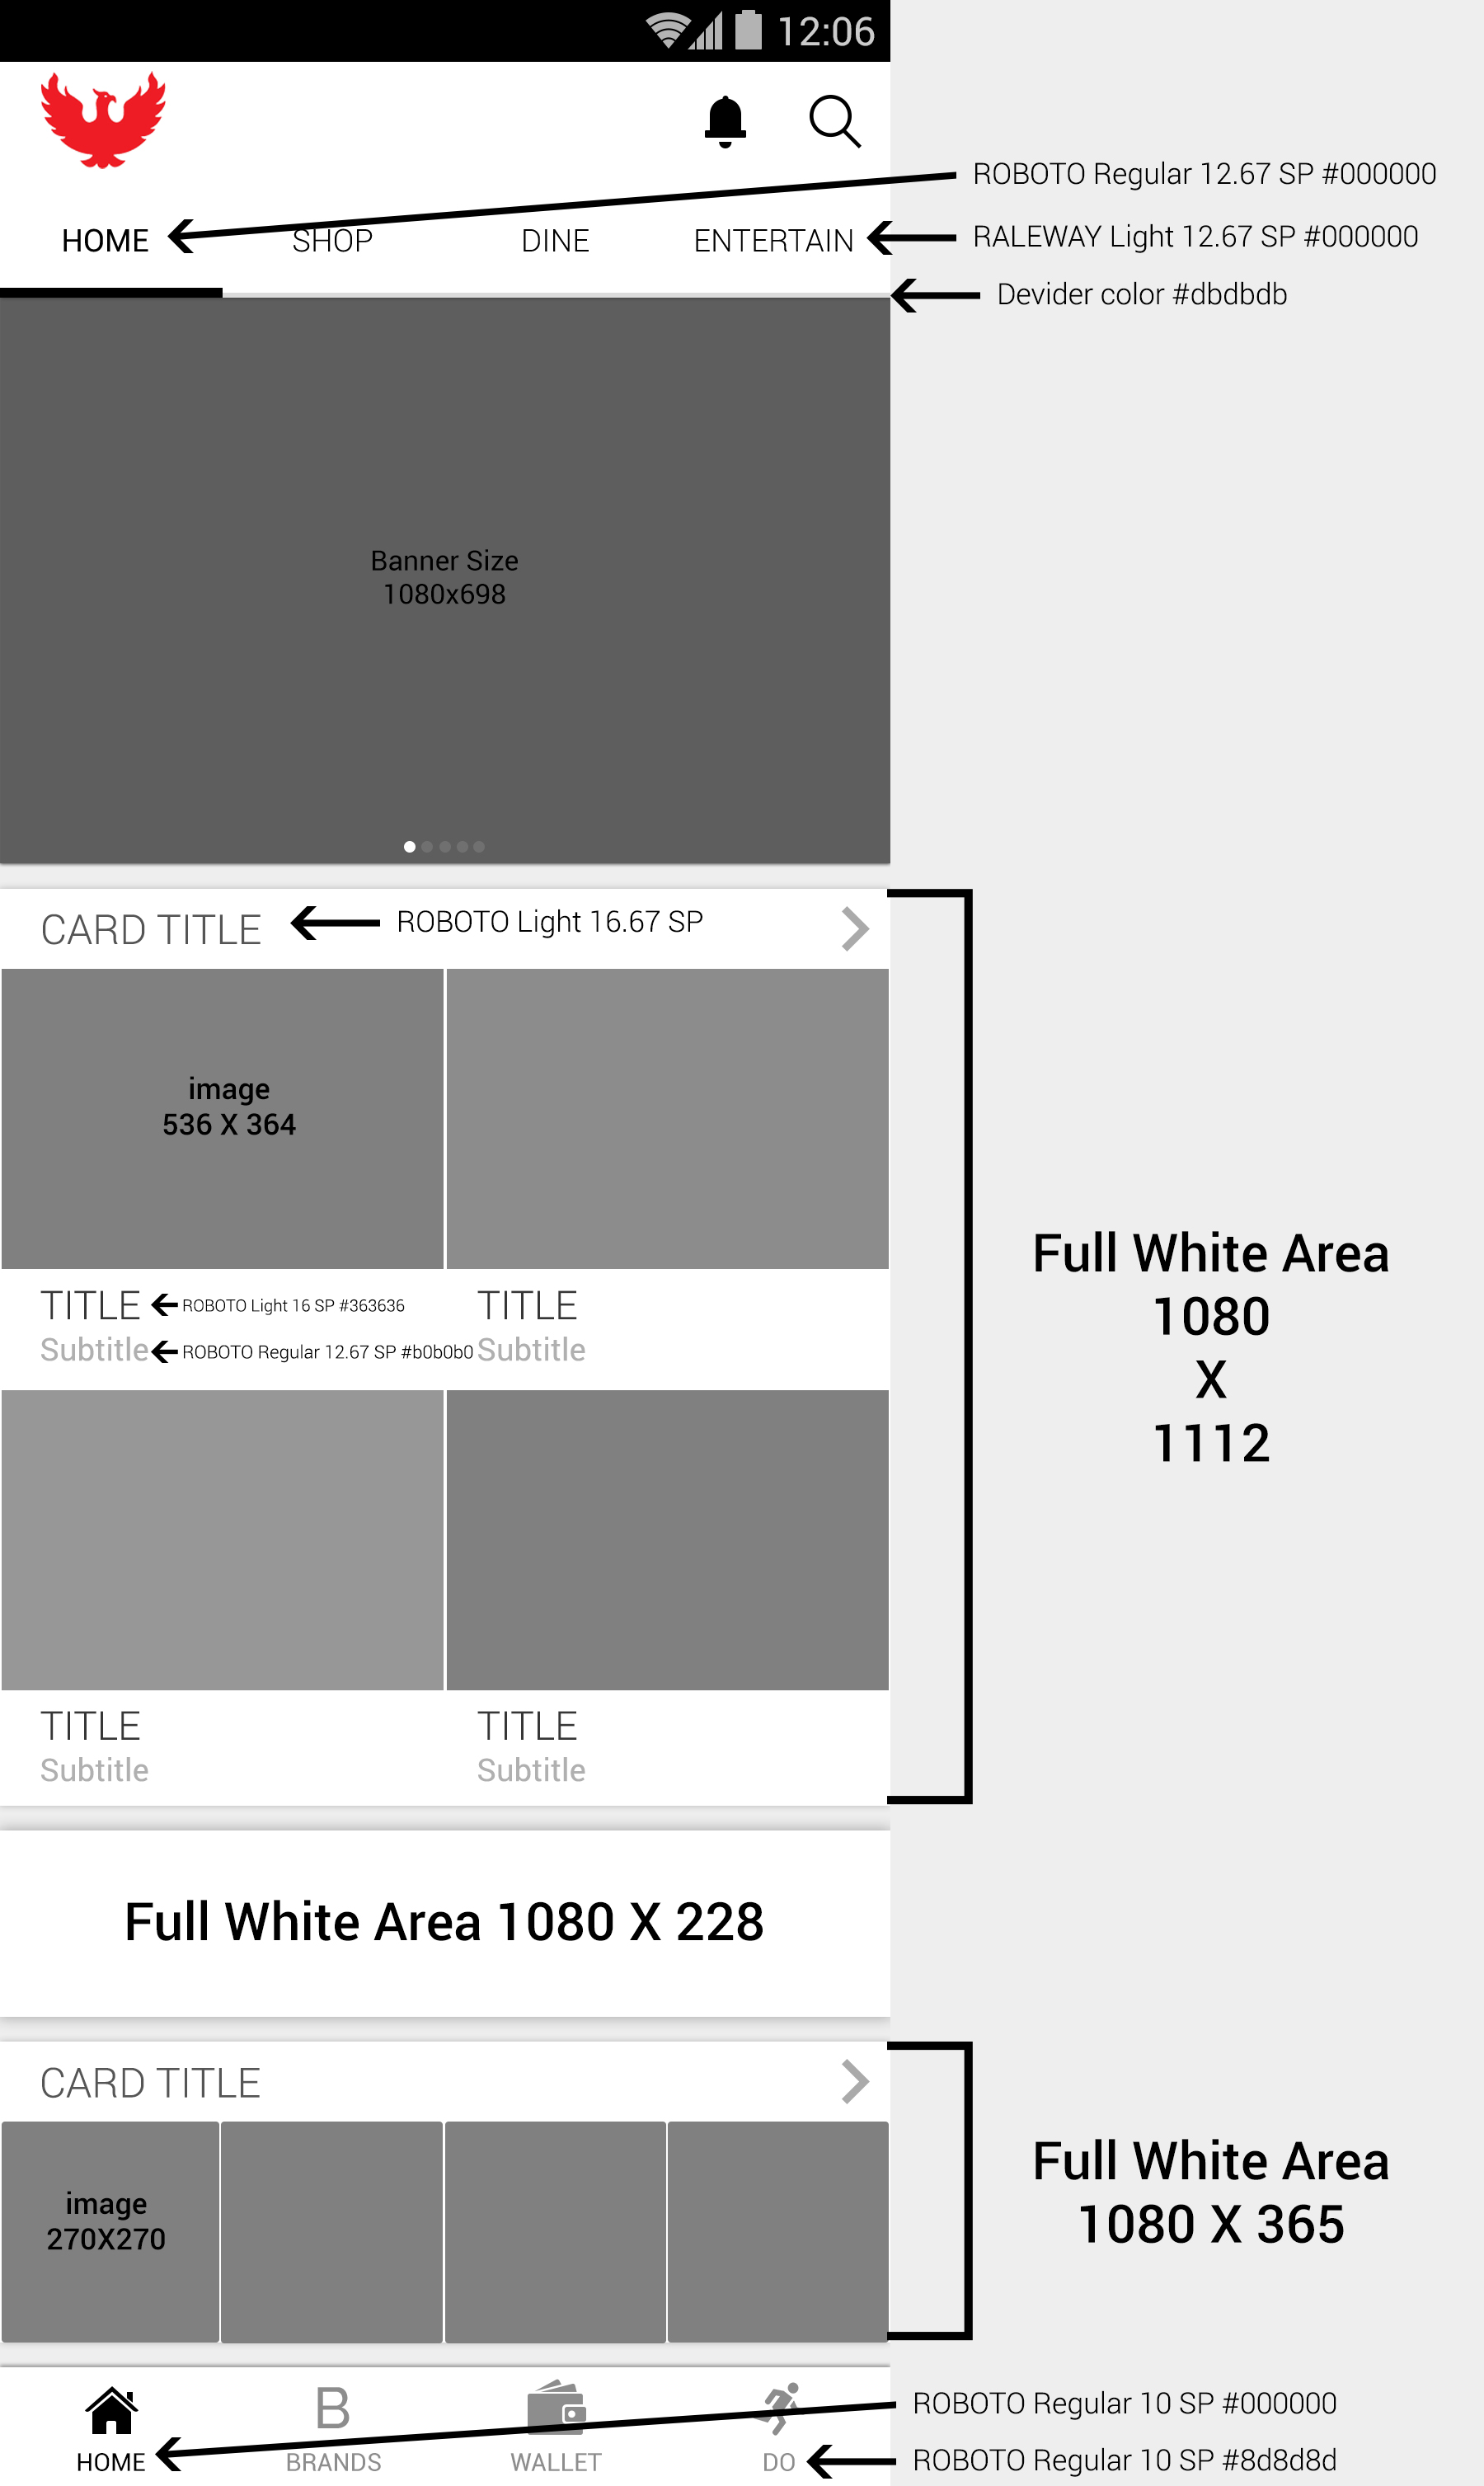 12:06
ROBOTO Regular 12.67 SP #000000
HOME SHOP DINE ENTERTAIN
RALEWAY Light 12.67 SP #000000
Devider color #dbdbdb
Banner Size
1080x698
CARD TITLE
ROBOTO Light 16.67 SP
image
536 X 364
Full White Area
1080
X
1112
TITLE
ROBOTO Light 16 SP #363636
TITLE
Subtitle
ROBOTO Regular 12.67 SP #b0b0b0
Subtitle
TITLE
TITLE
Subtitle
Subtitle
Full White Area 1080 X 228
CARD TITLE
image
270X270
Full White Area
1080 X 365
B
ROBOTO Regular 10 SP #000000
HOME BRANDS WALLET DO
ROBOTO Regular 10 SP #8d8d8d